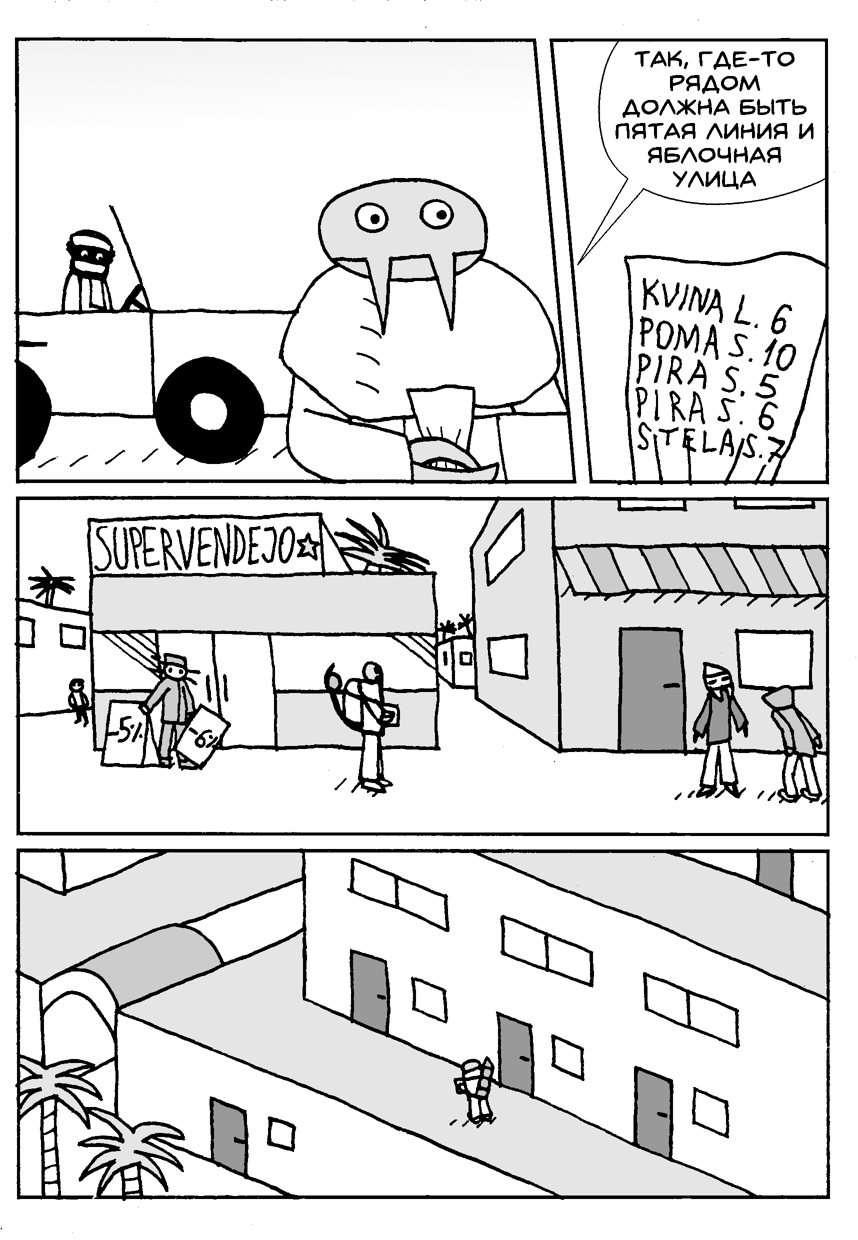 ТАК, ГДЕ-ТО
РЯДОМ
ДОЛЖНА БЫТЬ
ПЯТАЯ ЛИНИЯ И
ЯБЛОЧНАЯ
УЛИЦА
KVINA L. 6
POMA S. 10
PIRA S. 5
PIRA S. 6
STELA S. 7
SUPERVENDEJO
-5%
-6%